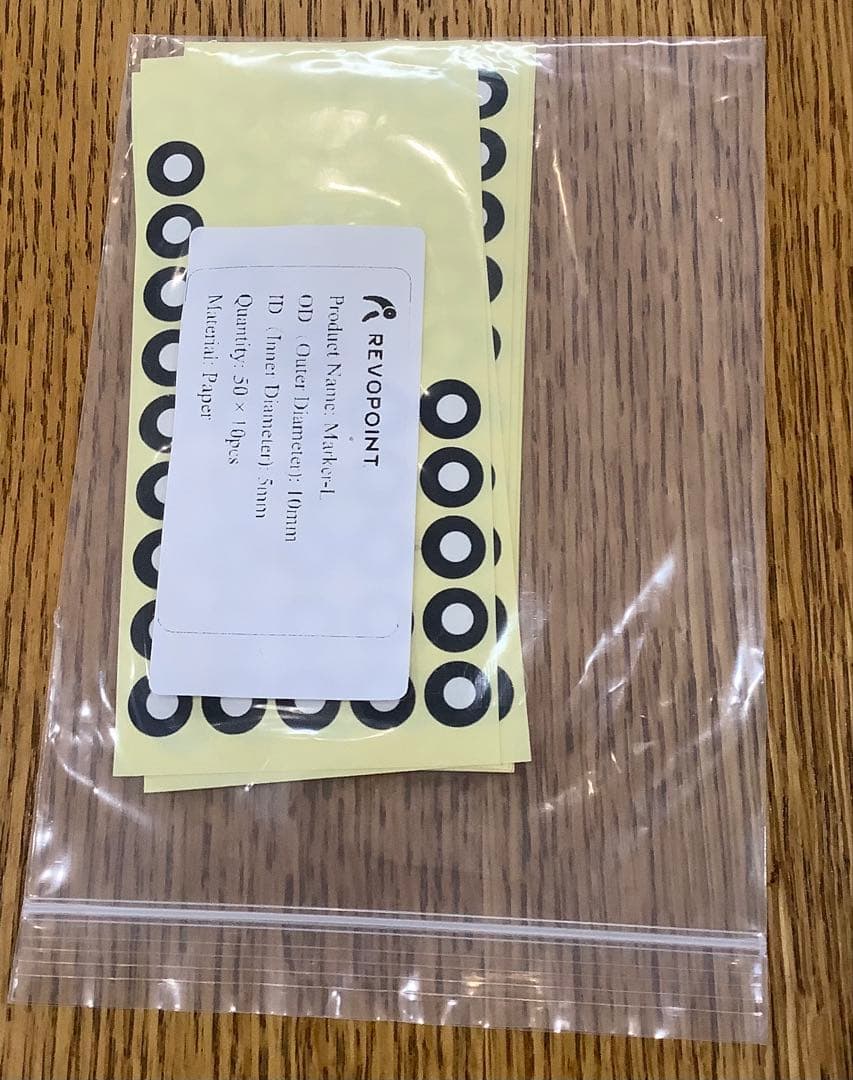 REVOPOINT
Product Name: Marker-L
OD （Outer Diameter): 10mm
ID （Inner Diameter): 5mm
Quantity: 50 × 10pcs
Material: Paper